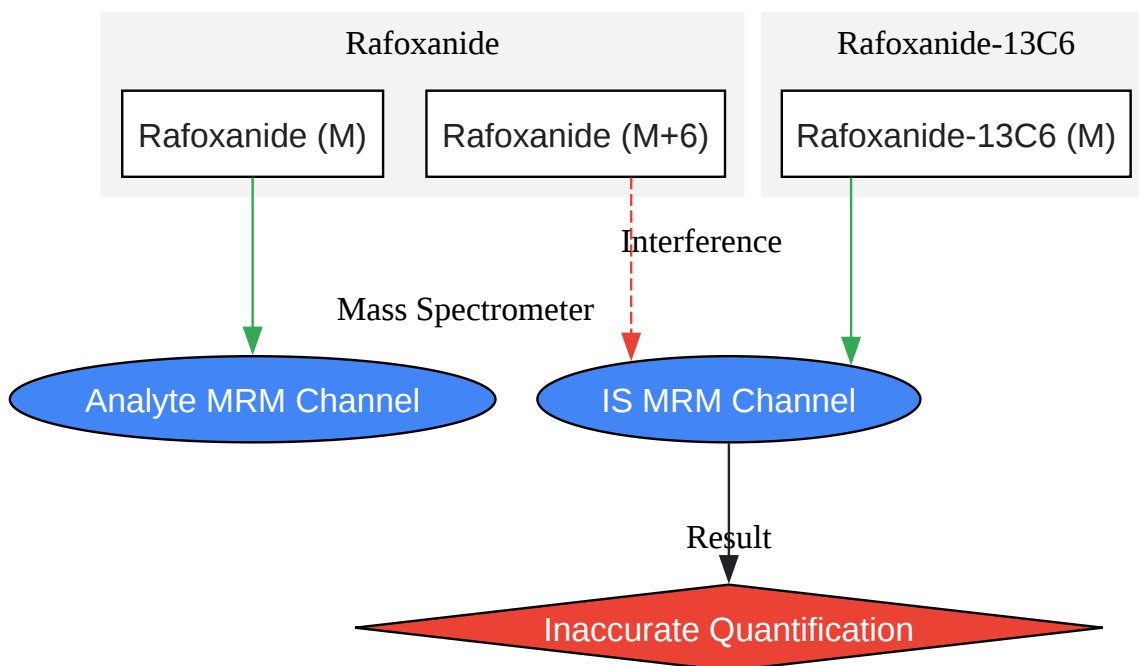 Rafoxanide
Rafoxanide-13C6
Rafoxanide (M)
Rafoxanide (M+6)
Rafoxanide-13C6 (M)
Interference
Mass Spectrometer
Analyte MRM Channel
IS MRM Channel
Result
Inaccurate Quantification